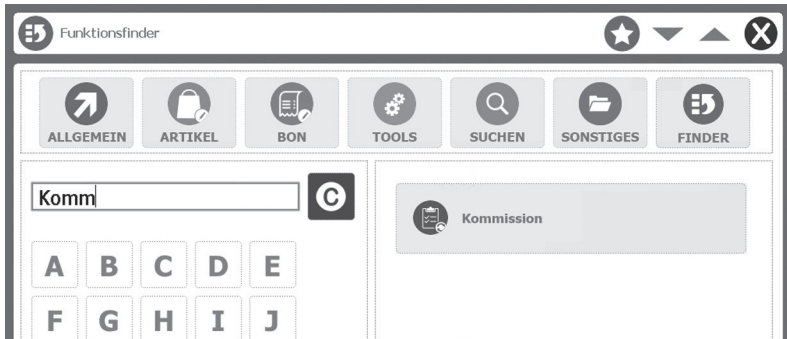 Funktionsfinder
ALLGEMEIN ARTIKEL BON TOOLS SUCHEN SONSTIGES FINDER
Komm C
Kommission
A B C D E
F G H I J